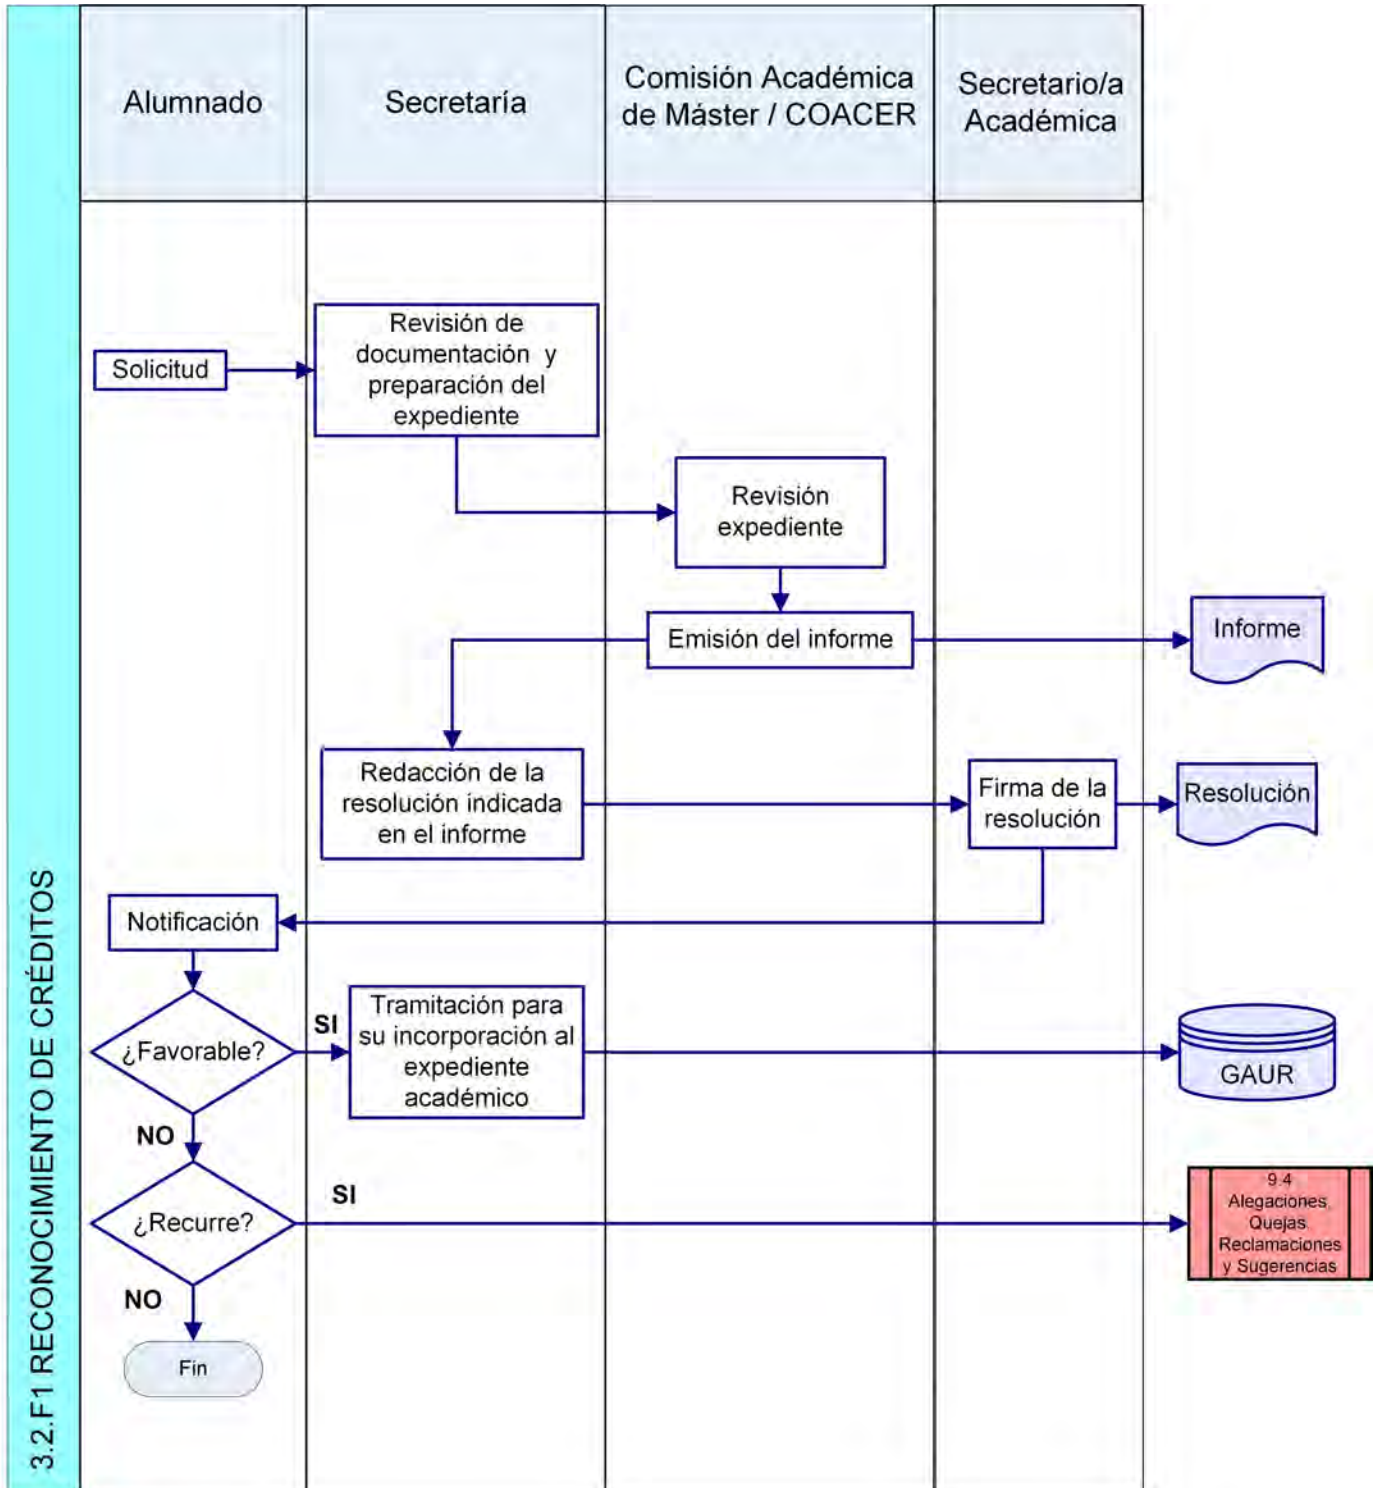 3.2.F1 RECONOCIMIENTO DE CRÉDITOS
Alumnado
Secretaría
Comisión Académica
de Máster / COACER
Secretario/a
Académica
Solicitud
Revisión de
documentación y
preparación del
expediente
Revisión
expediente
Emisión del informe
Informe
Redacción de la
resolución indicada
en el informe
Firma de la
resolución
Resolución
Notificación
¿Favorable?
SI
Tramitación para
su incorporación al
expediente
académico
GAUR
NO
¿Recurre?
SI
9.4
Alegaciones,
Quejas
Reclamaciones
y Sugerencias
NO
Fin